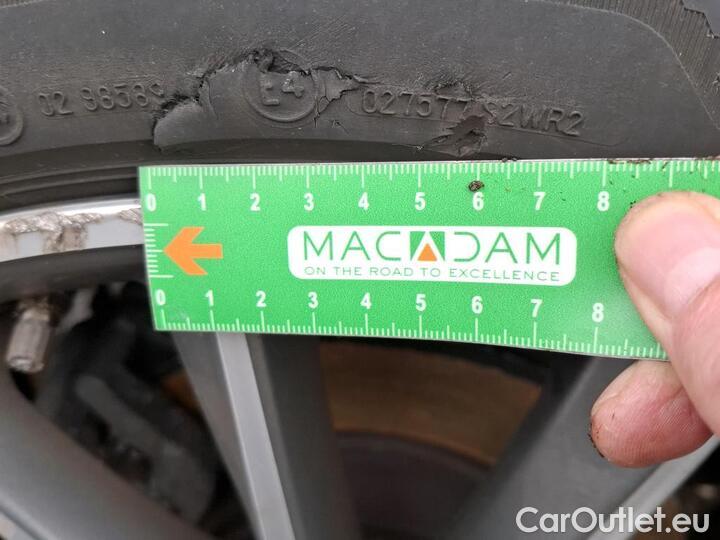 02 9856
E4
027577 S2WR2
0 1 2 3 4 5 6 7 8
MACADAM
ON THE ROAD TO EXCELLENCE
0 1 2 3 4 5 6 7 8
CarOutlet.eu